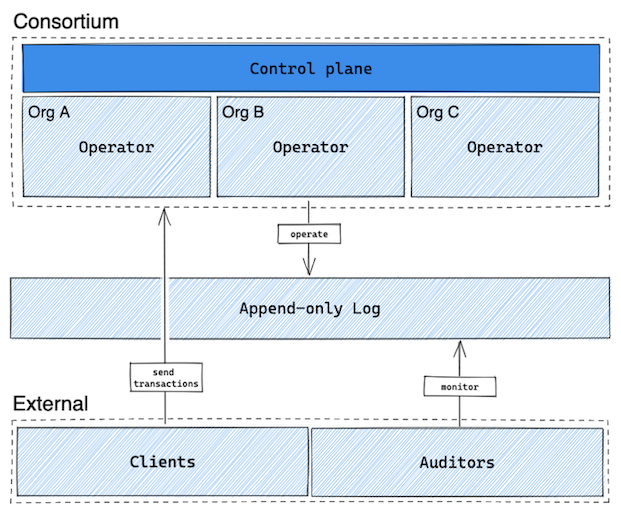 Consortium
Control plane
Org A
Operator
Org B
Operator
Org C
Operator
operate
Append-only Log
send
transactions
monitor
External
Clients
Auditors